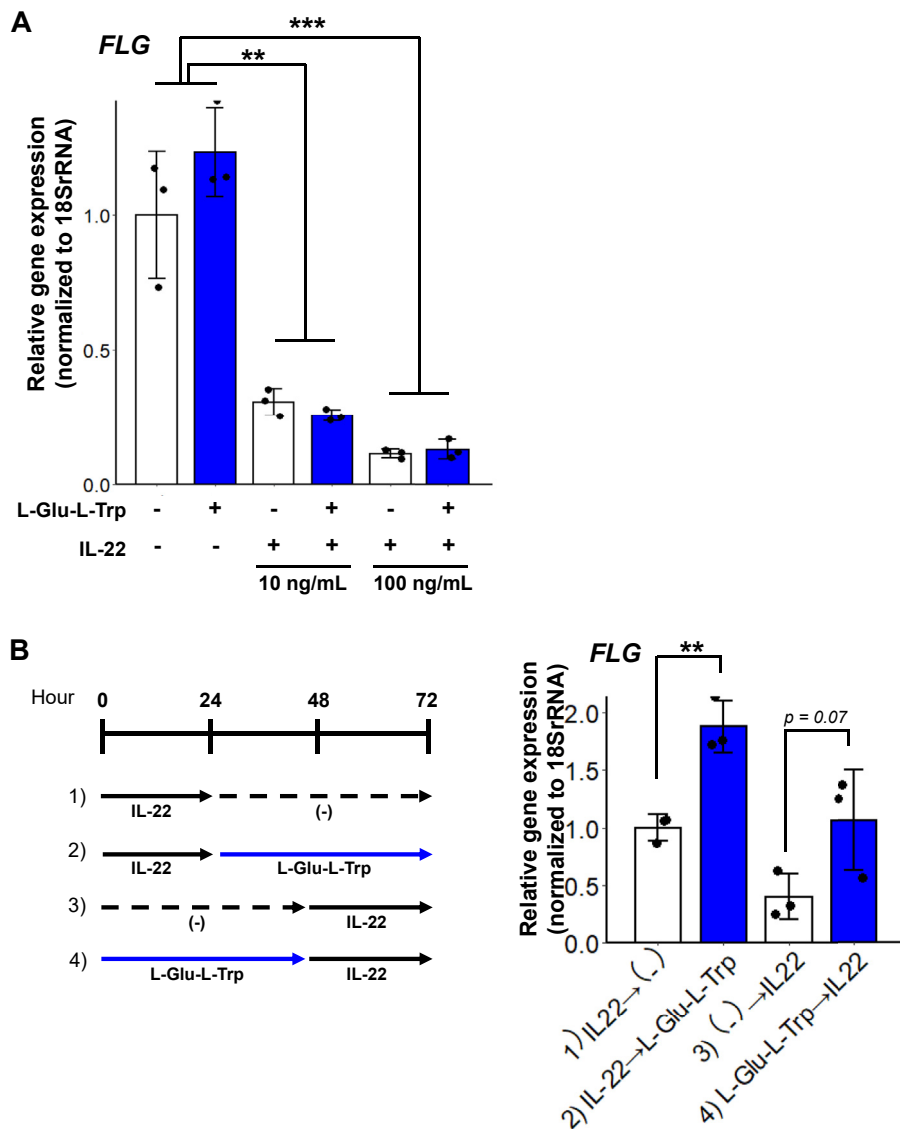 A
FLG
***
**
Relative gene expression
(normalized to 18SrRNA)
1.0
0.5
0.0
L-Glu-L-Trp - + - + - +
IL-22 - - + + + +
10 ng/mL 100 ng/mL
B
Hour 0 24 48 72
1) IL-22 (-)
2) IL-22 L-Glu-L-Trp
3) (-) IL-22
4) L-Glu-L-Trp IL-22
FLG
**
p = 0.07
Relative gene expression
(normalized to 18SrRNA)
2.0
1.5
1.0
0.5
0.0
1) IL22→(-)
2) IL-22→L-Glu-L-Trp
3) (-)→IL22
4) L-Glu-L-Trp→IL22